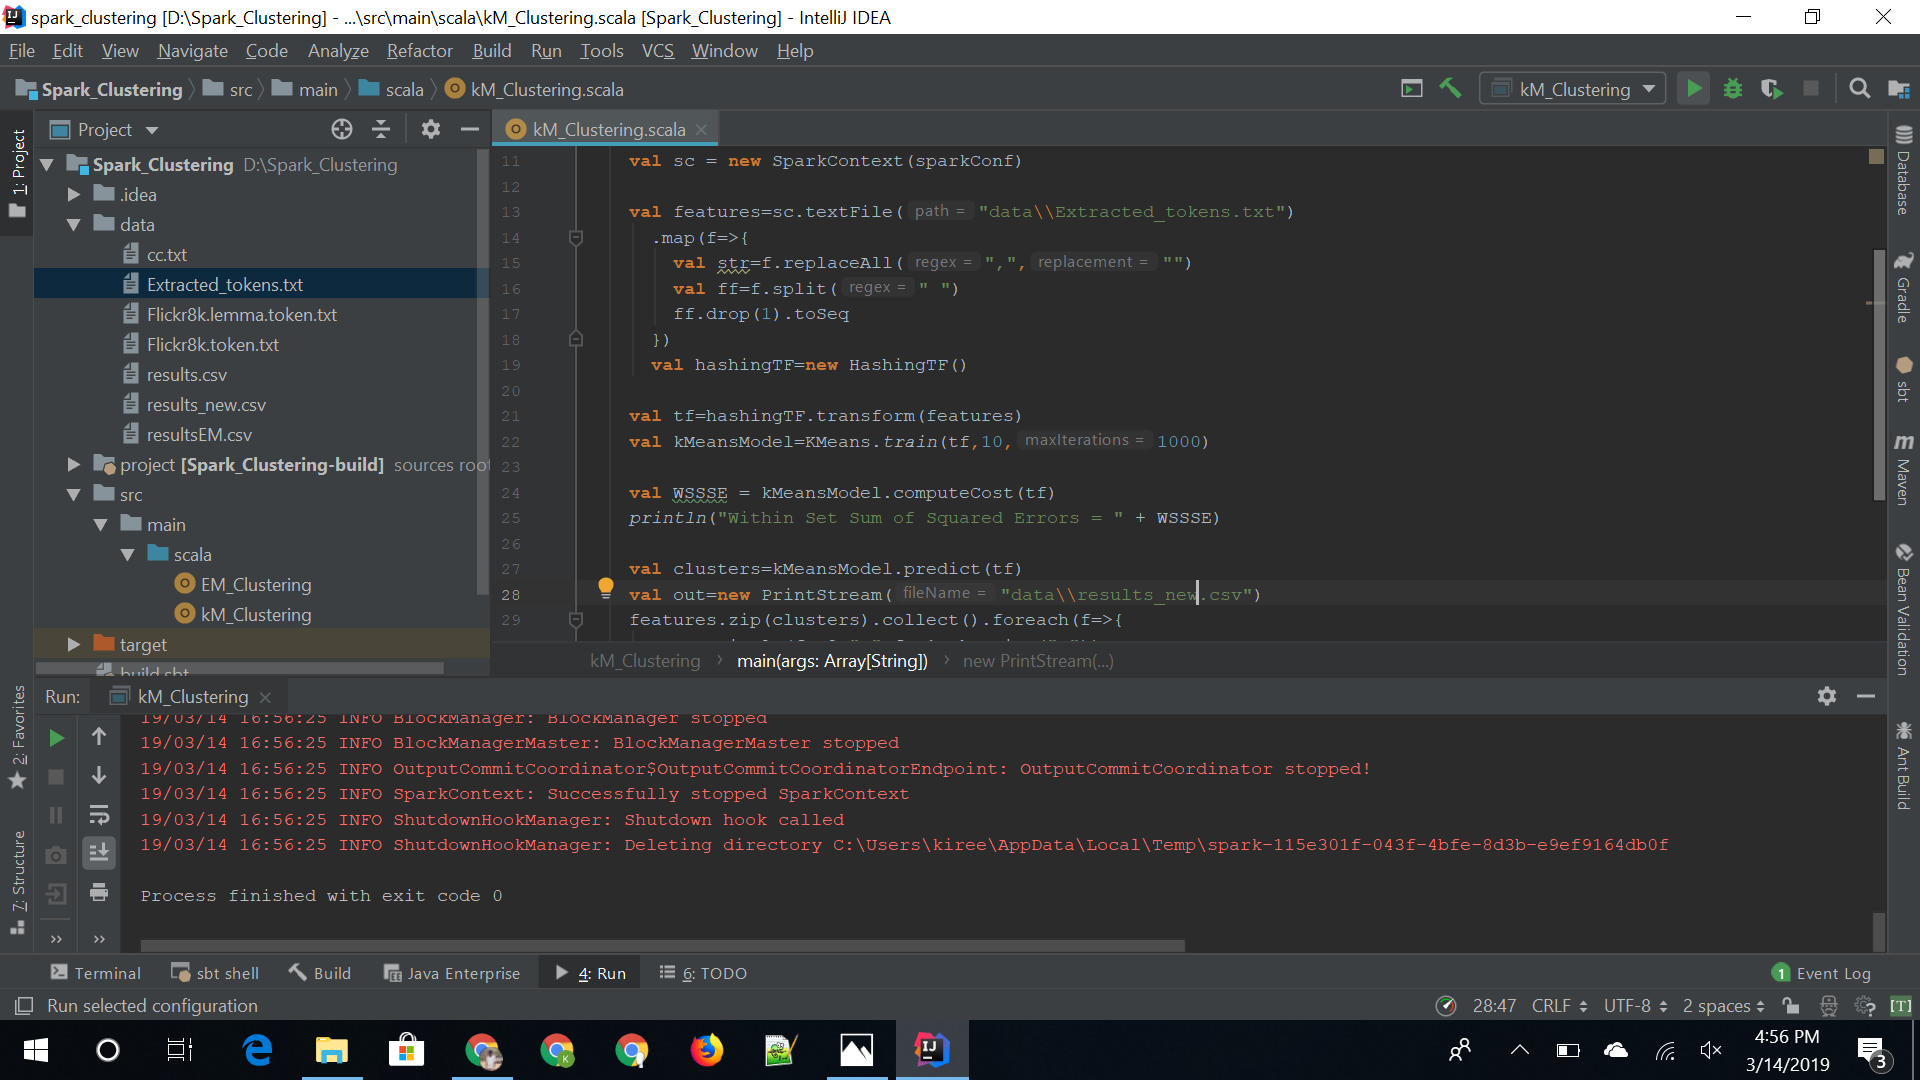 spark_clustering [D:\Spark_Clustering] - ...\src\main\scala\kM_Clustering.scala [Spark_Clustering] - IntelliJ IDEA
File Edit View Navigate Code Analyze Refactor Build Run Tools VCS Window Help
Spark_Clustering src main scala kM_Clustering.scala
kM_Clustering
1: Project
2: Favorites
7: Structure
Project
Spark_Clustering D:\Spark_Clustering
.idea
data
cc.txt
Extracted_tokens.txt
Flickr8k.lemma.token.txt
Flickr8k.token.txt
results.csv
results_new.csv
resultsEM.csv
project [Spark_Clustering-build] sources root
src
main
scala
EM_Clustering
kM_Clustering
target
build.sbt
kM_Clustering.scala
11 val sc = new SparkContext(sparkConf)
12
13 val features=sc.textFile( path = "data\\Extracted_tokens.txt")
14 .map(f=>{
15 val str=f.replaceAll( regex = ",", replacement = "")
16 val ff=f.split( regex = " ")
17 ff.drop(1).toSeq
18 })
19 val hashingTF=new HashingTF()
20
21 val tf=hashingTF.transform(features)
22 val kMeansModel=KMeans.train(tf,10, maxIterations = 1000)
23
24 val WSSSE = kMeansModel.computeCost(tf)
25 println("Within Set Sum of Squared Errors = " + WSSSE)
26
27 val clusters=kMeansModel.predict(tf)
28 val out=new PrintStream( fileName = "data\\results_new.csv")
29 features.zip(clusters).collect().foreach(f=>{
kM_Clustering › main(args: Array[String]) › new PrintStream(...)
Database
Gradle
sbt
Maven
Bean Validation
Ant Build
Run: kM_Clustering
19/03/14 16:56:25 INFO BlockManager: BlockManager stopped
19/03/14 16:56:25 INFO BlockManagerMaster: BlockManagerMaster stopped
19/03/14 16:56:25 INFO OutputCommitCoordinator$OutputCommitCoordinatorEndpoint: OutputCommitCoordinator stopped!
19/03/14 16:56:25 INFO SparkContext: Successfully stopped SparkContext
19/03/14 16:56:25 INFO ShutdownHookManager: Shutdown hook called
19/03/14 16:56:25 INFO ShutdownHookManager: Deleting directory C:\Users\kiree\AppData\Local\Temp\spark-115e301f-043f-4bfe-8d3b-e9ef9164db0f
Process finished with exit code 0
Terminal sbt shell Build Java Enterprise 4: Run 6: TODO 1 Event Log
Run selected configuration 28:47 CRLF UTF-8 2 spaces [T]
4:56 PM
3/14/2019
3